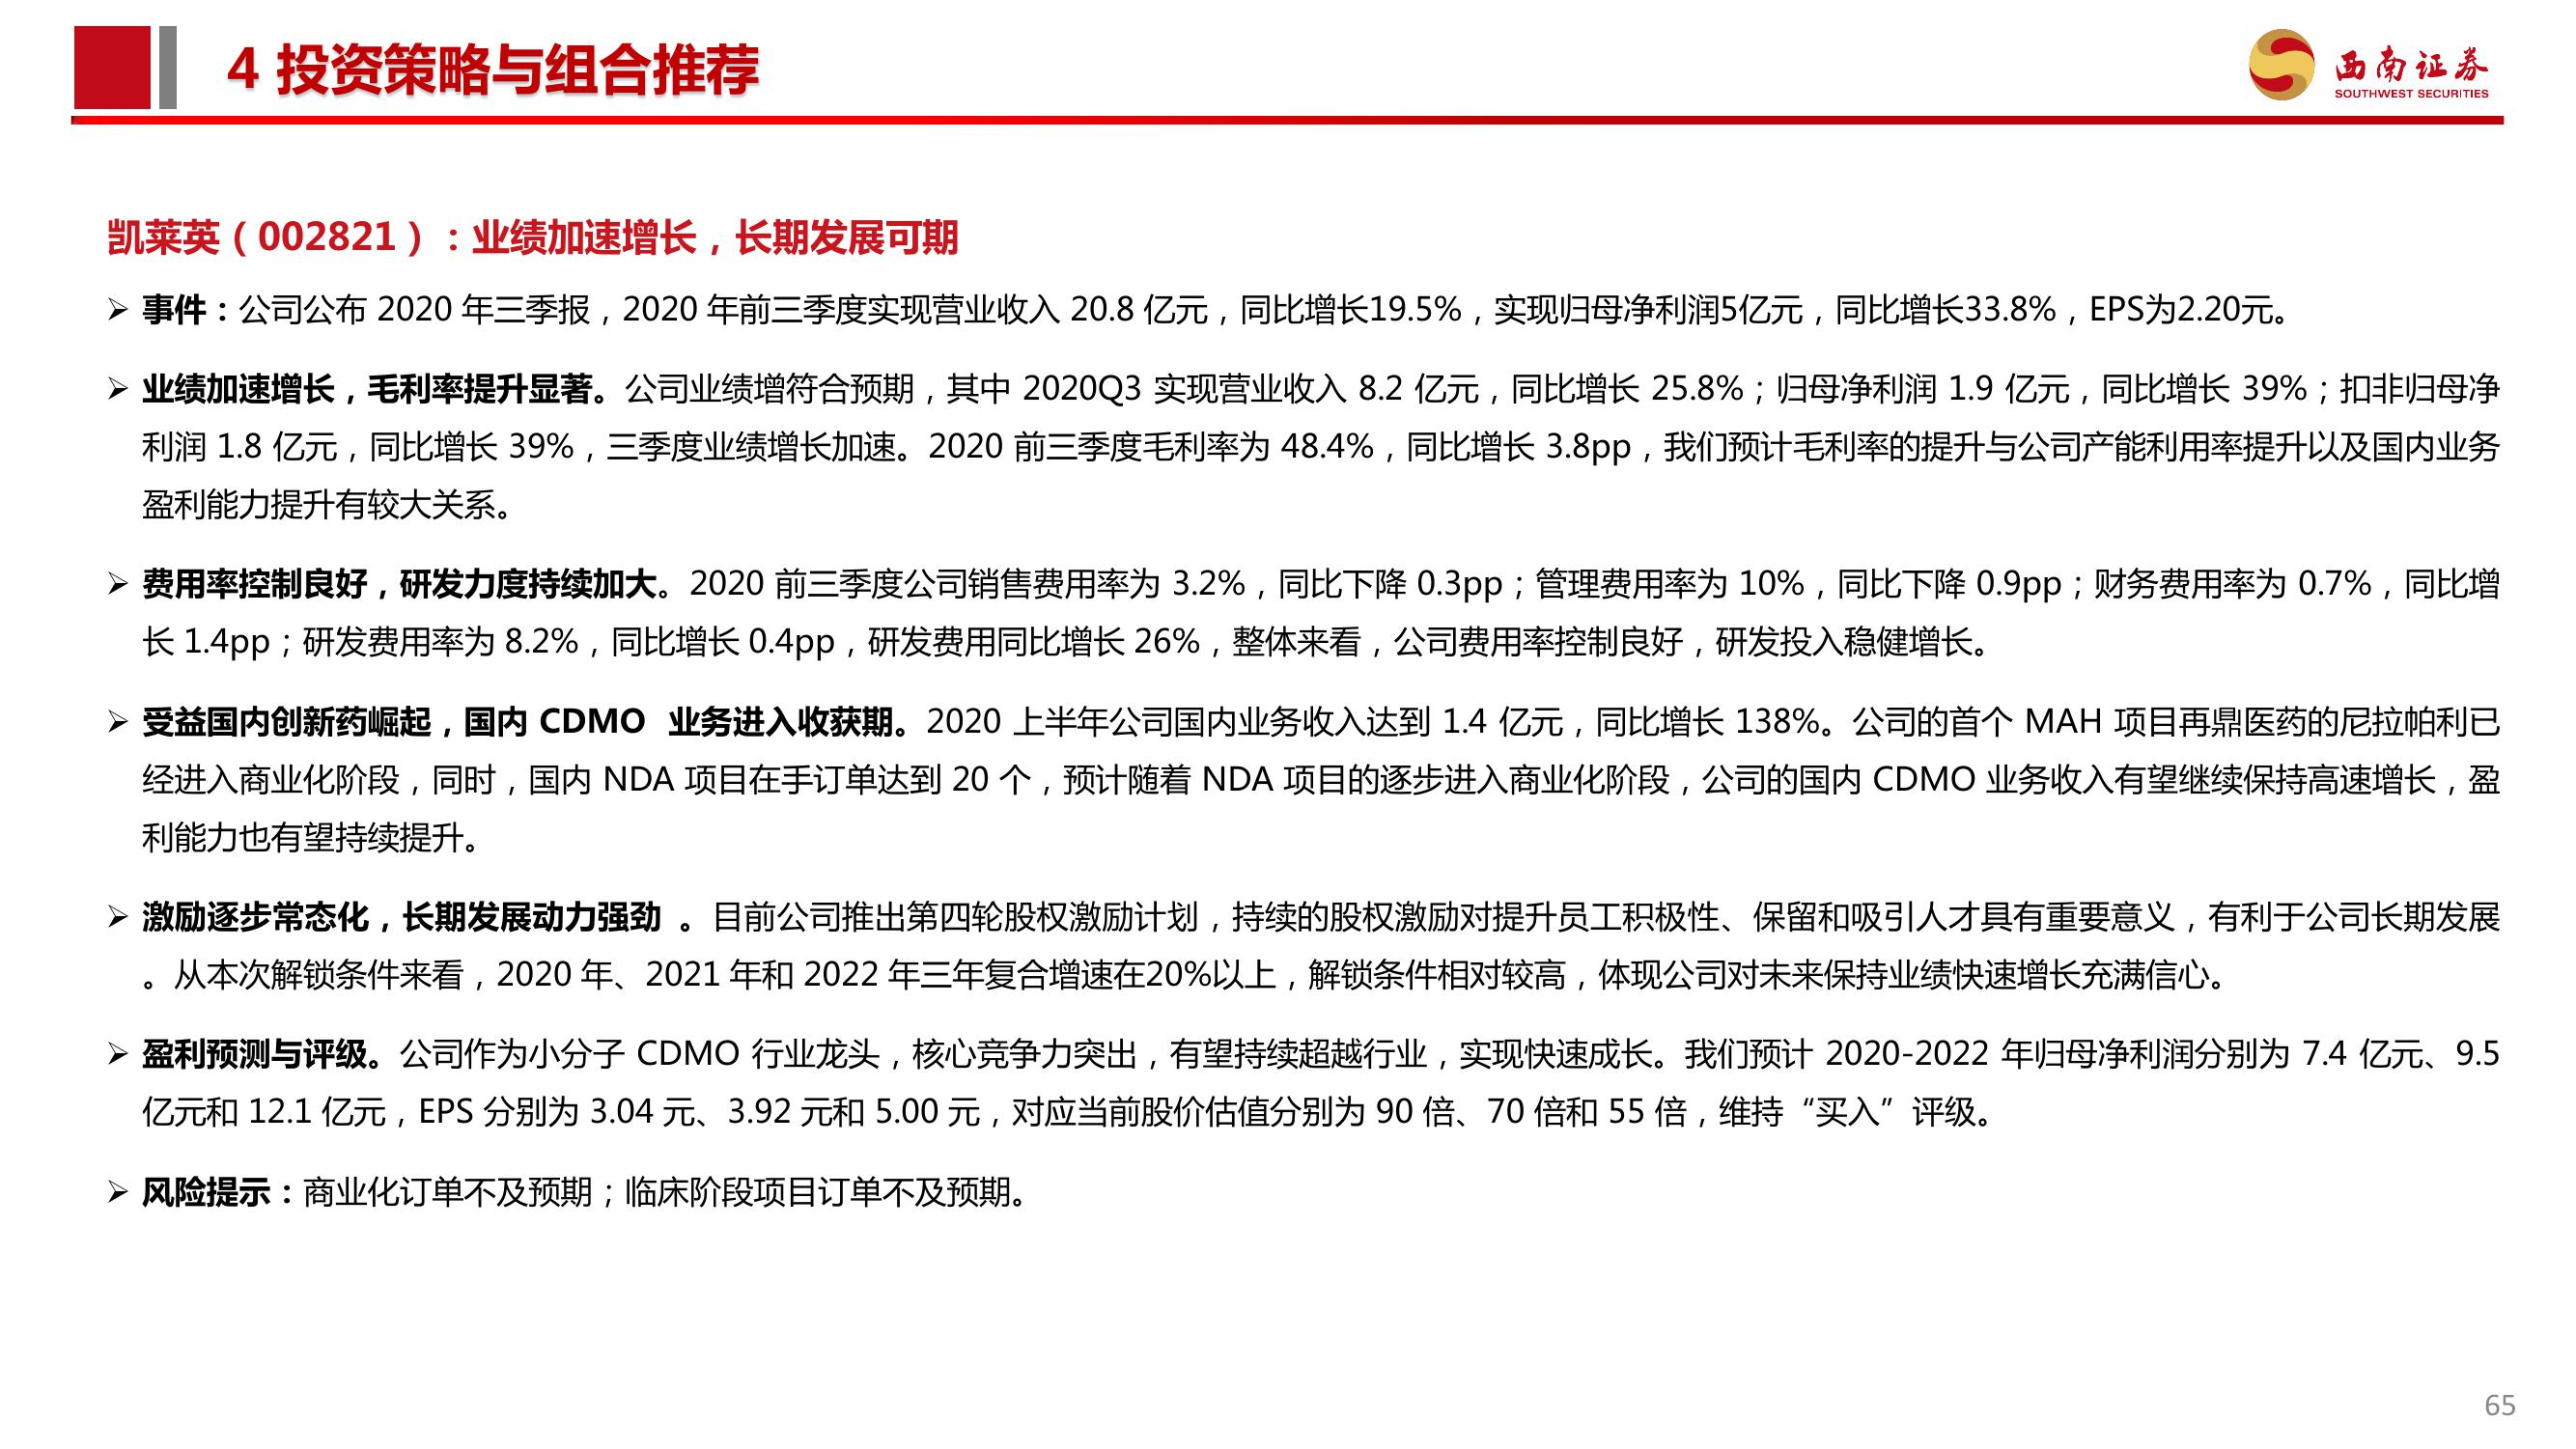 4 投资策略与组合推荐
西南证券
SOUTHWEST SECURITIES
凯莱英（002821）：业绩加速增长，长期发展可期
➢ 事件：公司公布 2020 年三季报，2020 年前三季度实现营业收入 20.8 亿元，同比增长19.5%，实现归母净利润5亿元，同比增长33.8%，EPS为2.20元。
➢ 业绩加速增长，毛利率提升显著。公司业绩增符合预期，其中 2020Q3 实现营业收入 8.2 亿元，同比增长 25.8%；归母净利润 1.9 亿元，同比增长 39%；扣非归母净
利润 1.8 亿元，同比增长 39%，三季度业绩增长加速。2020 前三季度毛利率为 48.4%，同比增长 3.8pp，我们预计毛利率的提升与公司产能利用率提升以及国内业务
盈利能力提升有较大关系。
➢ 费用率控制良好，研发力度持续加大。2020 前三季度公司销售费用率为 3.2%，同比下降 0.3pp；管理费用率为 10%，同比下降 0.9pp；财务费用率为 0.7%，同比增
长 1.4pp；研发费用率为 8.2%，同比增长 0.4pp，研发费用同比增长 26%，整体来看，公司费用率控制良好，研发投入稳健增长。
➢ 受益国内创新药崛起，国内 CDMO 业务进入收获期。2020 上半年公司国内业务收入达到 1.4 亿元，同比增长 138%。公司的首个 MAH 项目再鼎医药的尼拉帕利已
经进入商业化阶段，同时，国内 NDA 项目在手订单达到 20 个，预计随着 NDA 项目的逐步进入商业化阶段，公司的国内 CDMO 业务收入有望继续保持高速增长，盈
利能力也有望持续提升。
➢ 激励逐步常态化，长期发展动力强劲 。目前公司推出第四轮股权激励计划，持续的股权激励对提升员工积极性、保留和吸引人才具有重要意义，有利于公司长期发展
。从本次解锁条件来看，2020 年、2021 年和 2022 年三年复合增速在20%以上，解锁条件相对较高，体现公司对未来保持业绩快速增长充满信心。
➢ 盈利预测与评级。公司作为小分子 CDMO 行业龙头，核心竞争力突出，有望持续超越行业，实现快速成长。我们预计 2020-2022 年归母净利润分别为 7.4 亿元、9.5
亿元和 12.1 亿元，EPS 分别为 3.04 元、3.92 元和 5.00 元，对应当前股价估值分别为 90 倍、70 倍和 55 倍，维持“买入”评级。
➢ 风险提示：商业化订单不及预期；临床阶段项目订单不及预期。
65